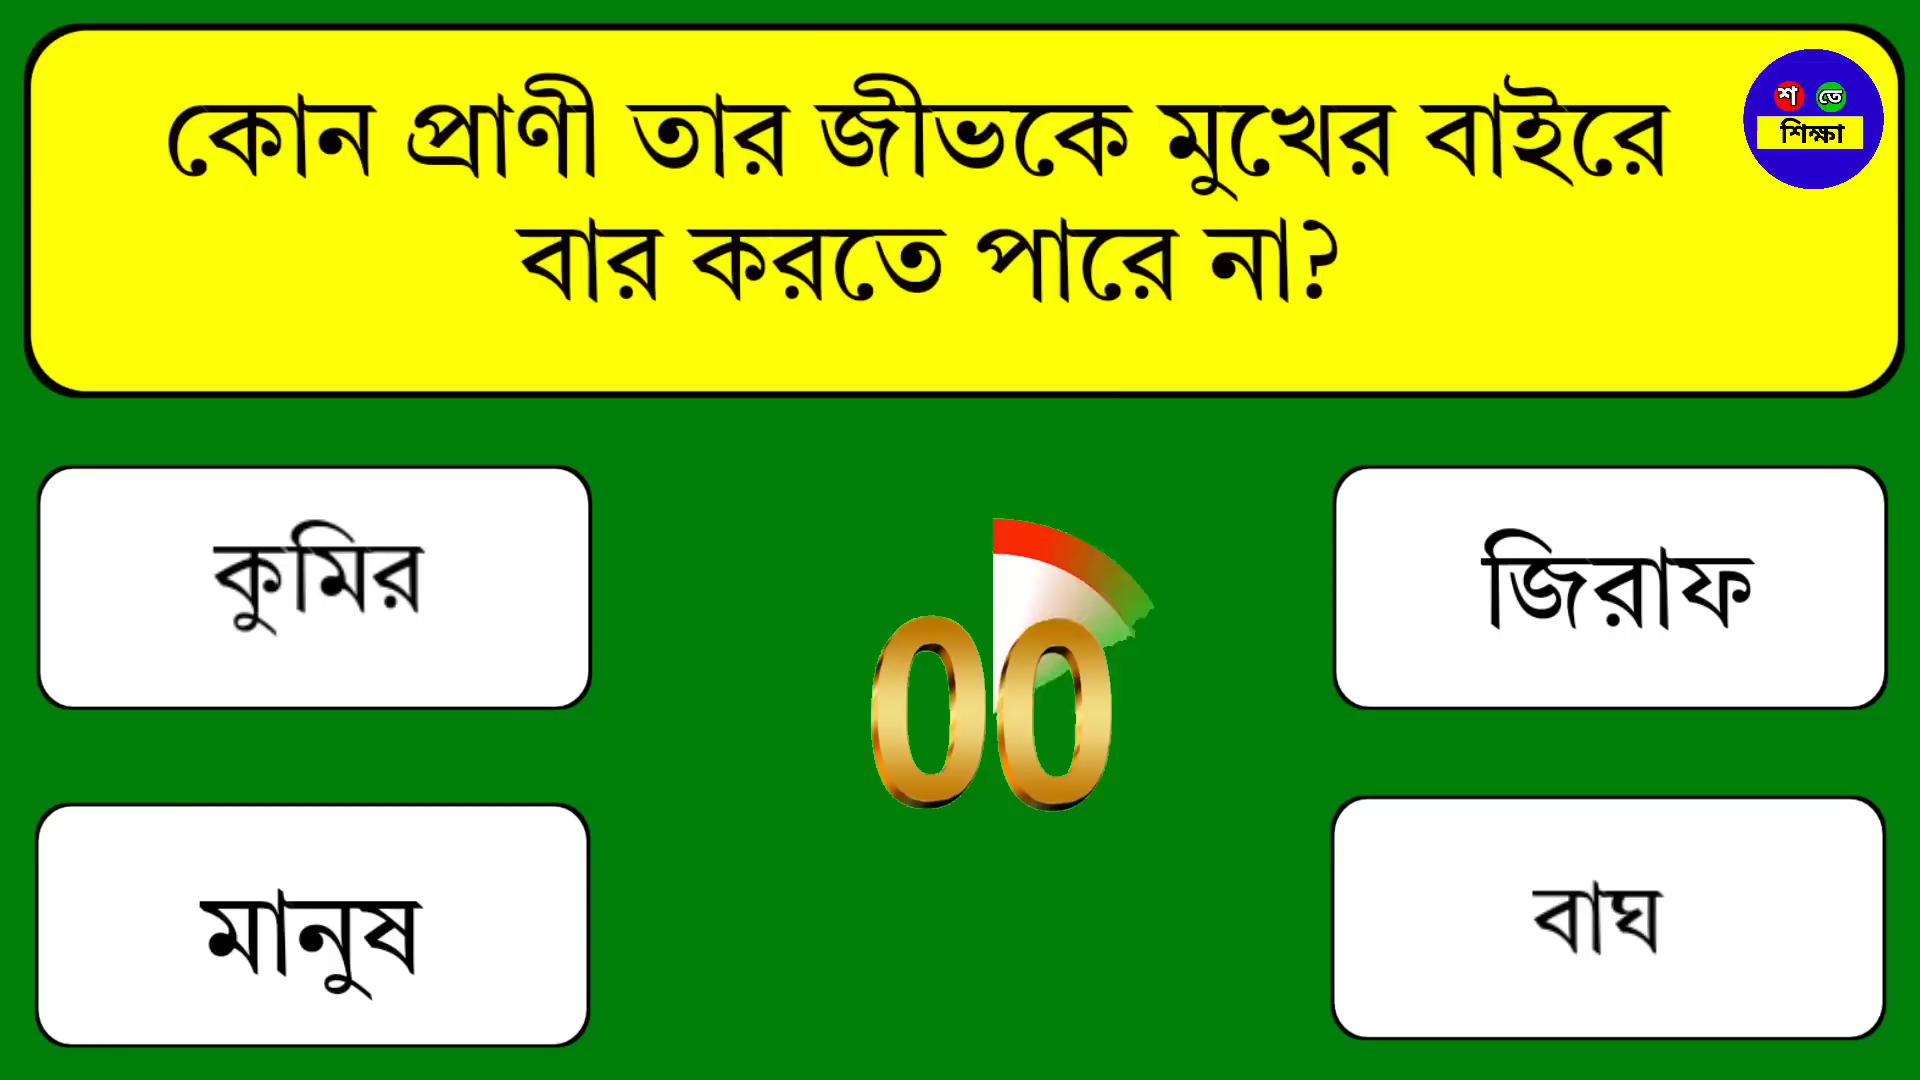 কোন প্রাণী তার জীভকে মুখের বাইরে
বার করতে পারে না?
শ তে
শিক্ষা
কুমির
জিরাফ
00
মানুষ
বাঘ